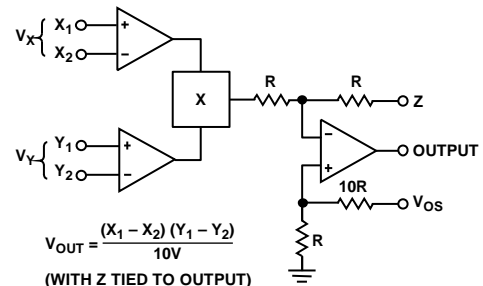 VX { X1
X2
+
−
VY { Y1
Y2
+
−
X
R
R
Z
−
+
OUTPUT
10R
VOS
R
VOUT = (X1 − X2) (Y1 − Y2)
10V
(WITH Z TIED TO OUTPUT)